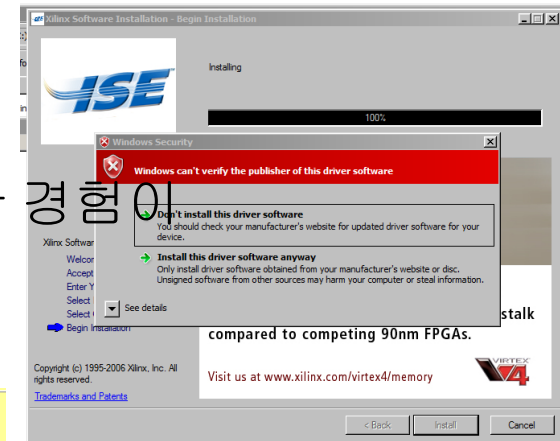 Xilinx Software Installation - Begin Installation
ISE
Installing
100%
Windows Security
Windows can't verify the publisher of this driver software
경험이
Don't install this driver software
You should check your manufacturer's website for updated driver software for your
device.
Install this driver software anyway
Only install driver software obtained from your manufacturer's website or disc.
Unsigned software from other sources may harm your computer or steal information.
See details
Xilinx Softwar
Welcor
Accept
Enter Y
Select
Select
Begin Installation
stalk
compared to competing 90nm FPGAs.
Visit us at www.xilinx.com/virtex4/memory
VIRTEX
4
Copyright (c) 1995-2006 Xilinx, Inc. All
rights reserved.
Trademarks and Patents
< Back
Install
Cancel